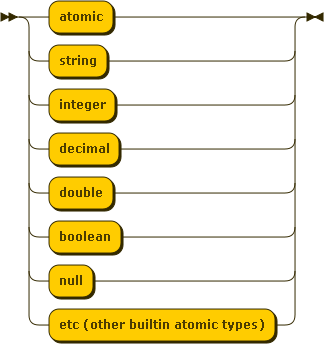 atomic
string
integer
decimal
double
boolean
null
etc (other builtin atomic types)